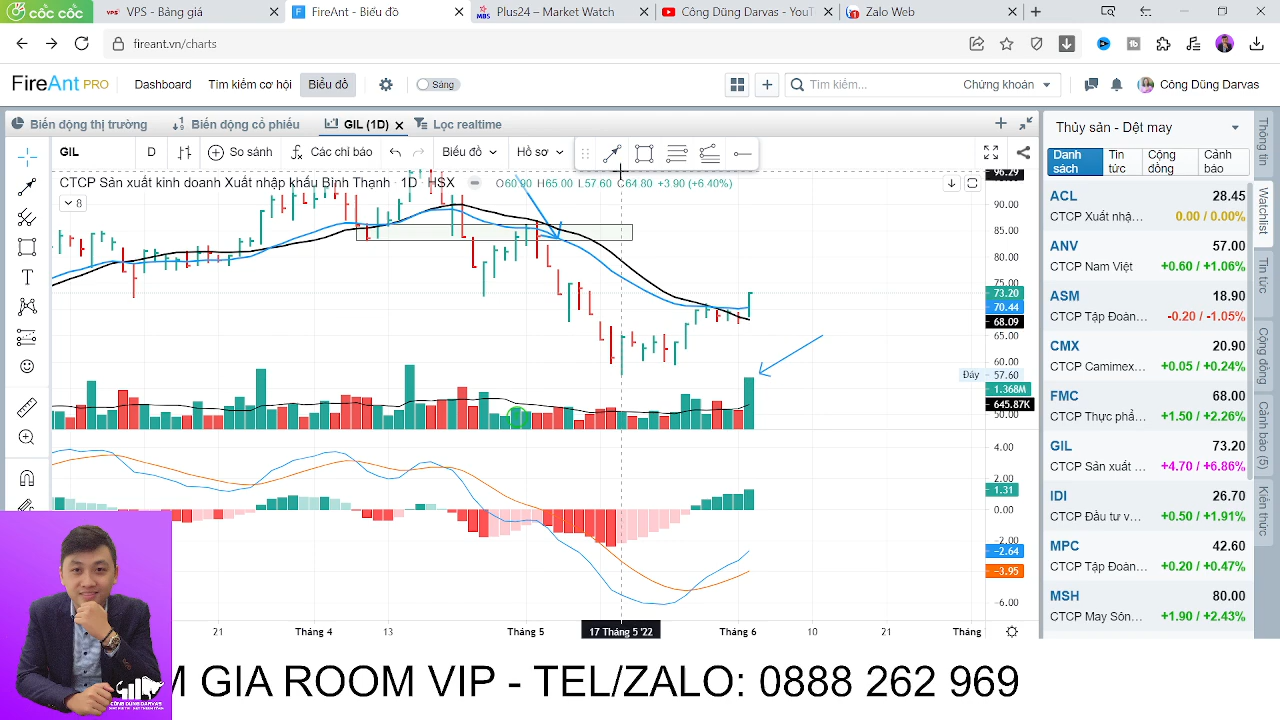 cốc cốc
VPS - Bảng giá
FireAnt - Biểu đồ
MBS
Plus24 – Market Watch
Công Dũng Darvas - YouT
Zalo Web
fireant.vn/charts
FireAnt PRO
Dashboard
Tìm kiếm cơ hội
Biểu đồ
Sáng
Tìm kiếm...
Chứng khoán
Công Dũng Darvas
Biến động thị trường
Biến động cổ phiếu
GIL (1D)
Lọc realtime
GIL
D
So sánh
Các chỉ báo
Biểu đồ
Hồ sơ
CTCP Sản xuất kinh doanh Xuất nhập khẩu Bình Thạnh · 1D · HSX
O60.90 H65.00 L57.60 C64.80 +3.90 (+6.40%)
8
96.29
90.00
85.00
80.00
75.00
73.20
70.44
68.09
65.00
60.00
Đáy
57.60
1.368M
645.87K
50.00
4.00
2.00
1.31
0.00
−2.00
−2.64
−3.95
−6.00
21
Tháng 4
13
Tháng 5
17 Tháng 5 '22
Tháng 6
10
21
Tháng
Thủy sản - Dệt may
Danh sách
Tin tức
Cộng đồng
Cảnh báo
ACL
28.45
CTCP Xuất nhậ...
0.00 / 0.00%
ANV
57.00
CTCP Nam Việt
+0.60 / +1.06%
ASM
18.90
CTCP Tập Đoàn...
-0.20 / -1.05%
CMX
20.90
CTCP Camimex...
+0.05 / +0.24%
FMC
68.00
CTCP Thực phẩ...
+1.50 / +2.26%
GIL
73.20
CTCP Sản xuất ...
+4.70 / +6.86%
IDI
26.70
CTCP Đầu tư v...
+0.50 / +1.91%
MPC
42.60
CTCP Tập Đoàn...
+0.20 / +0.47%
MSH
80.00
CTCP May Sôn...
+1.90 / +2.43%
Thông tin
Watchlist
Tin tức
Cộng đồng
Cảnh báo (5)
Kiến thức
CÔNG DŨNG DARVAS
M GIA ROOM VIP - TEL/ZALO: 0888 262 969